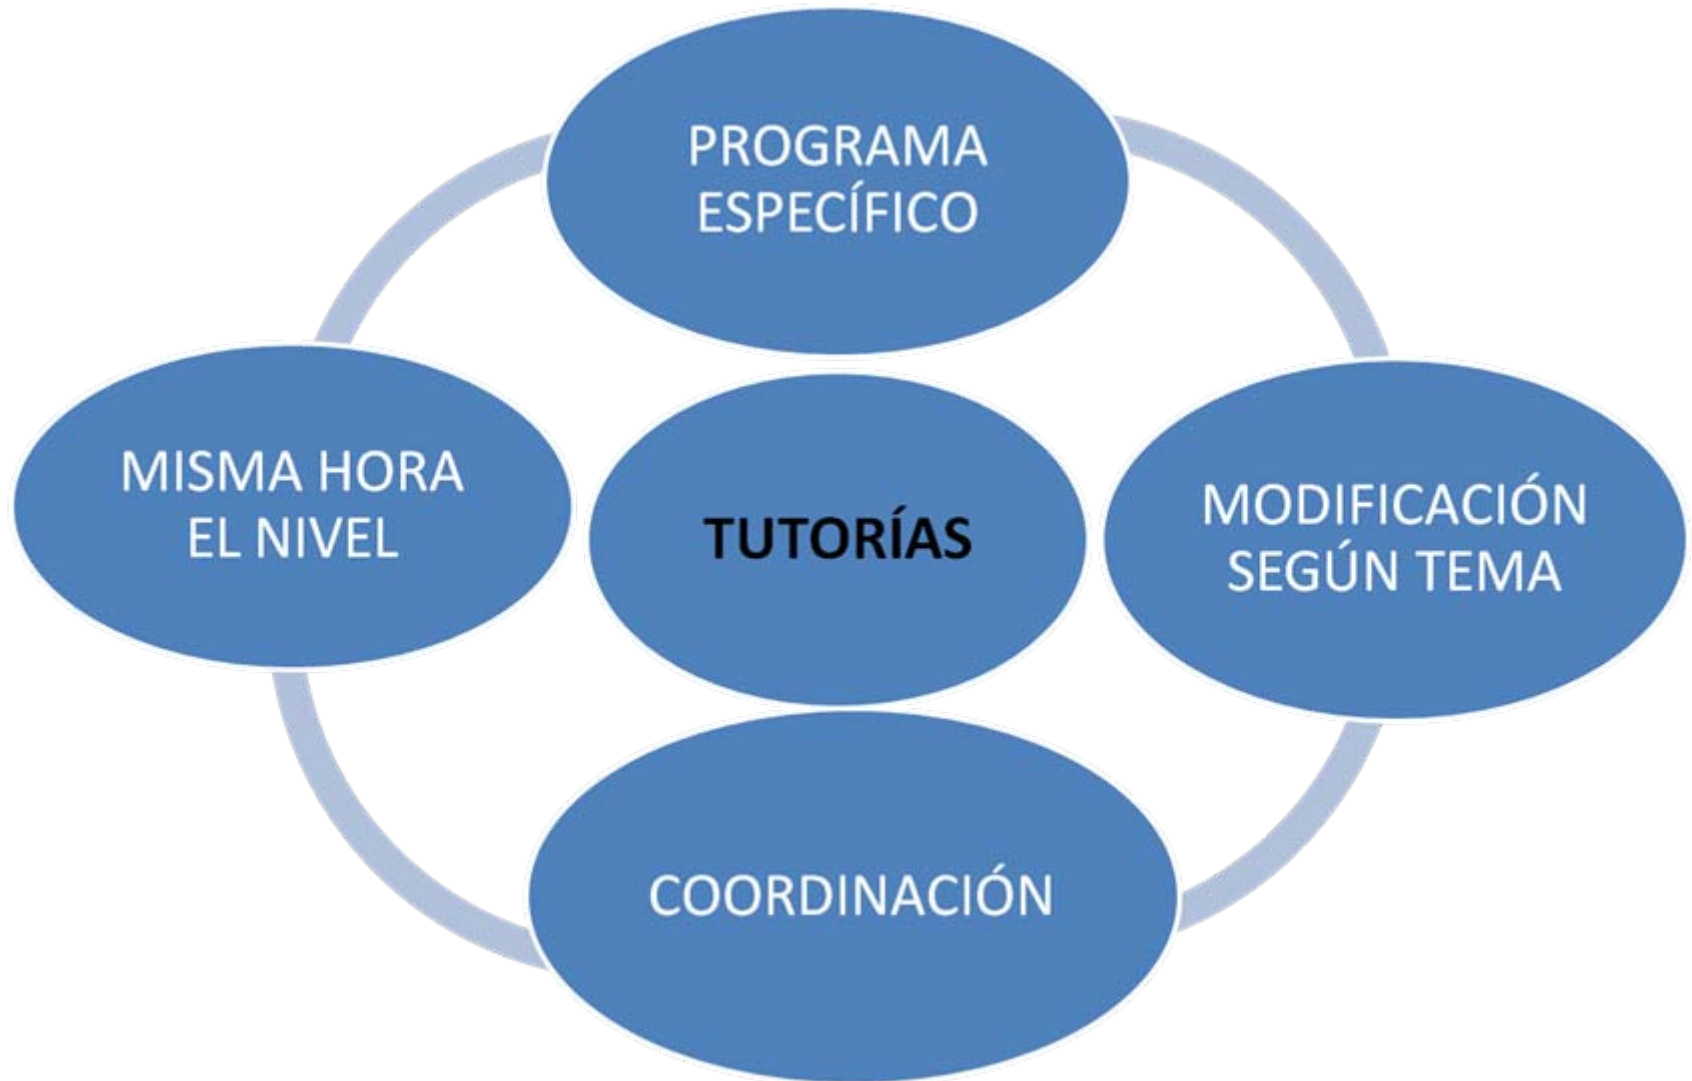 PROGRAMA
ESPECÍFICO
MISMA HORA
EL NIVEL
TUTORÍAS
MODIFICACIÓN
SEGÚN TEMA
COORDINACIÓN